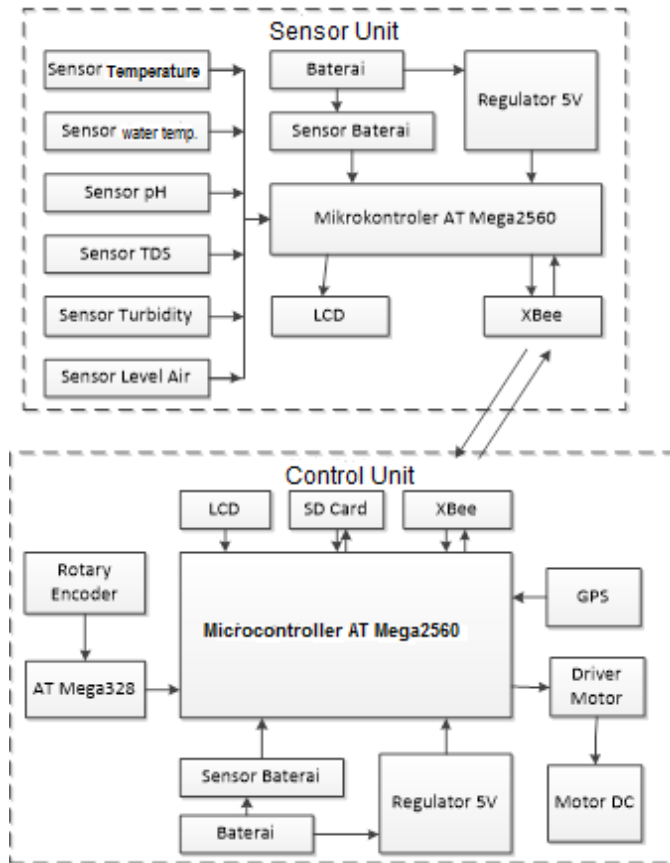 Sensor Unit
Sensor Temperature
Baterai
Regulator 5V
Sensor water temp.
Sensor Baterai
Sensor pH
Mikrokontroler AT Mega2560
Sensor TDS
Sensor Turbidity
LCD
XBee
Sensor Level Air
Control Unit
LCD
SD Card
XBee
Rotary
Encoder
GPS
Microcontroller AT Mega2560
AT Mega328
Driver
Motor
Sensor Baterai
Regulator 5V
Motor DC
Baterai